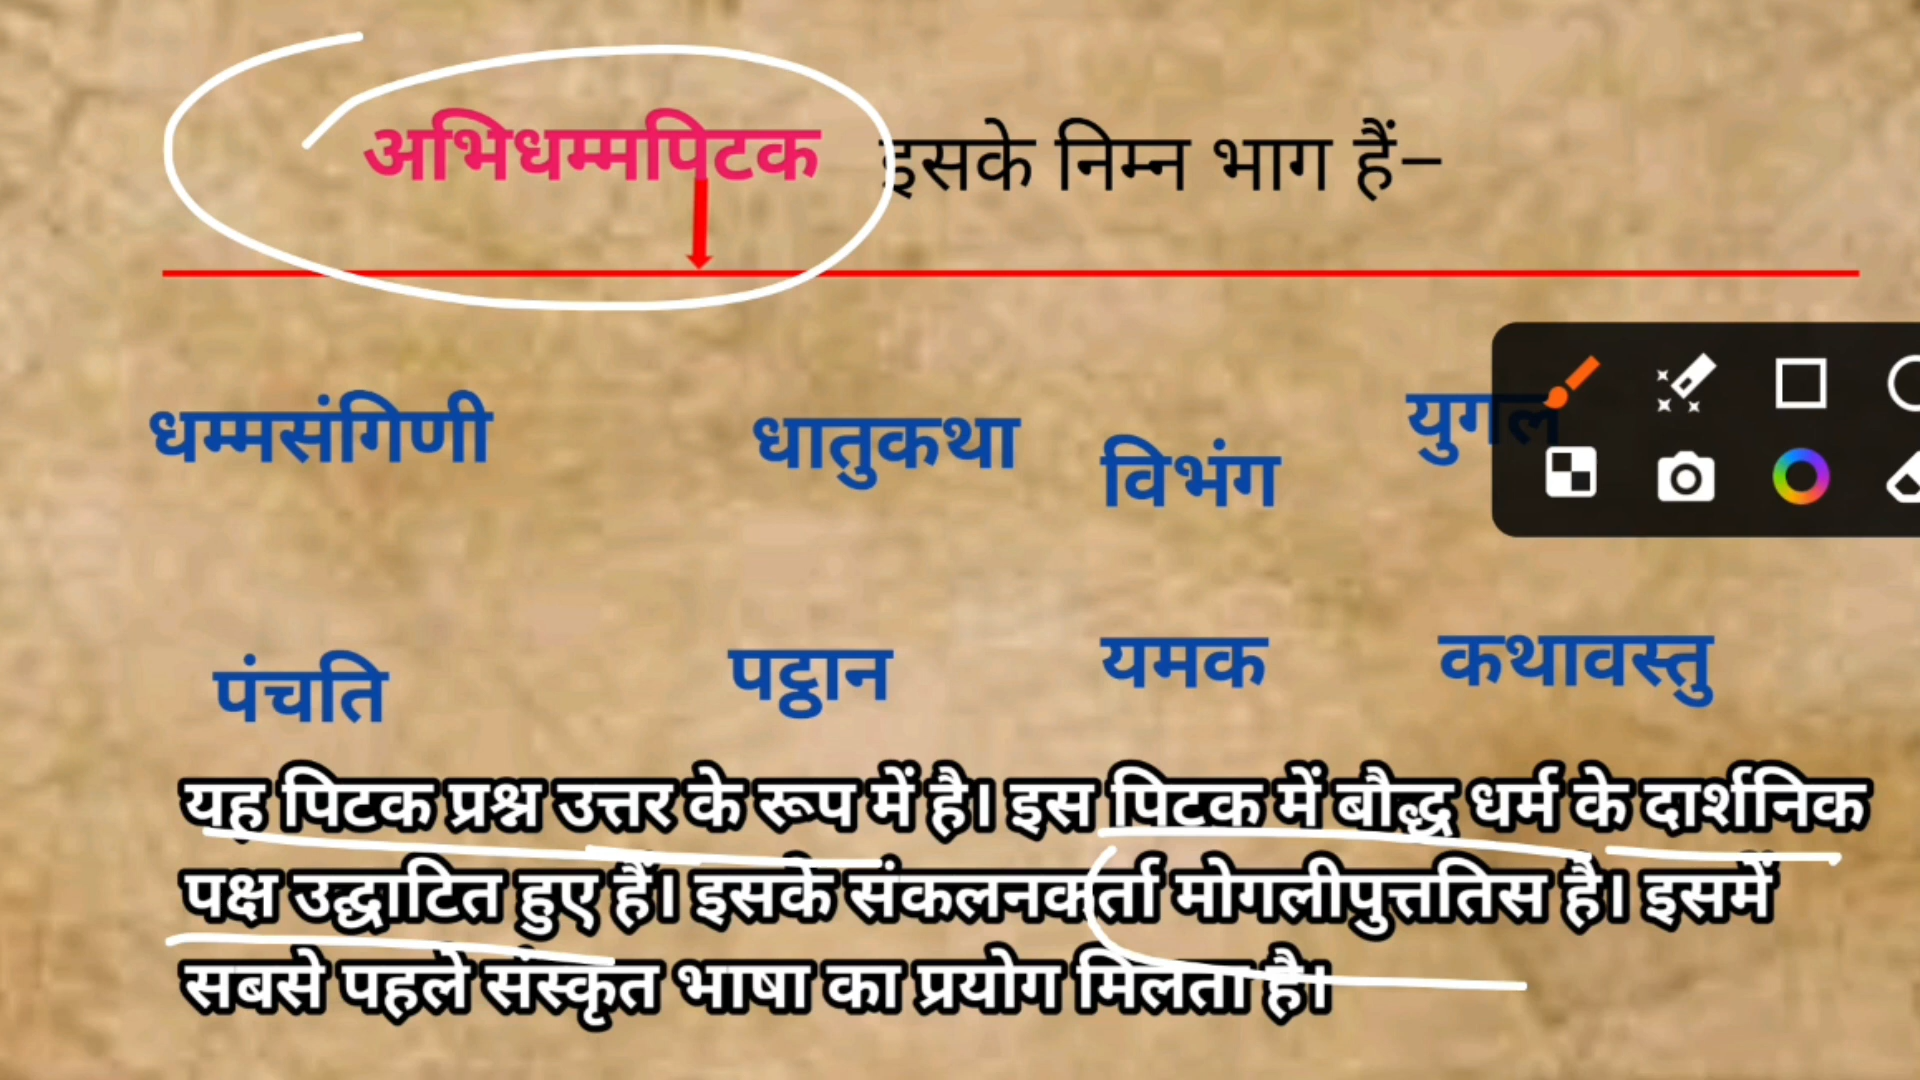 अभिधम्मपिटक इसके निम्न भाग हैं–
धम्मसंगिणी धातुकथा विभंग युगल
पंचति पट्ठान यमक कथावस्तु
यह पिटक प्रश्न उत्तर के रूप में है। इस पिटक में बौद्ध धर्म के दार्शनिक
पक्ष उद्घाटित हुए हैं। इसके संकलनकर्ता मोगलीपुत्ततिस है। इसमें
सबसे पहले संस्कृत भाषा का प्रयोग मिलता है।